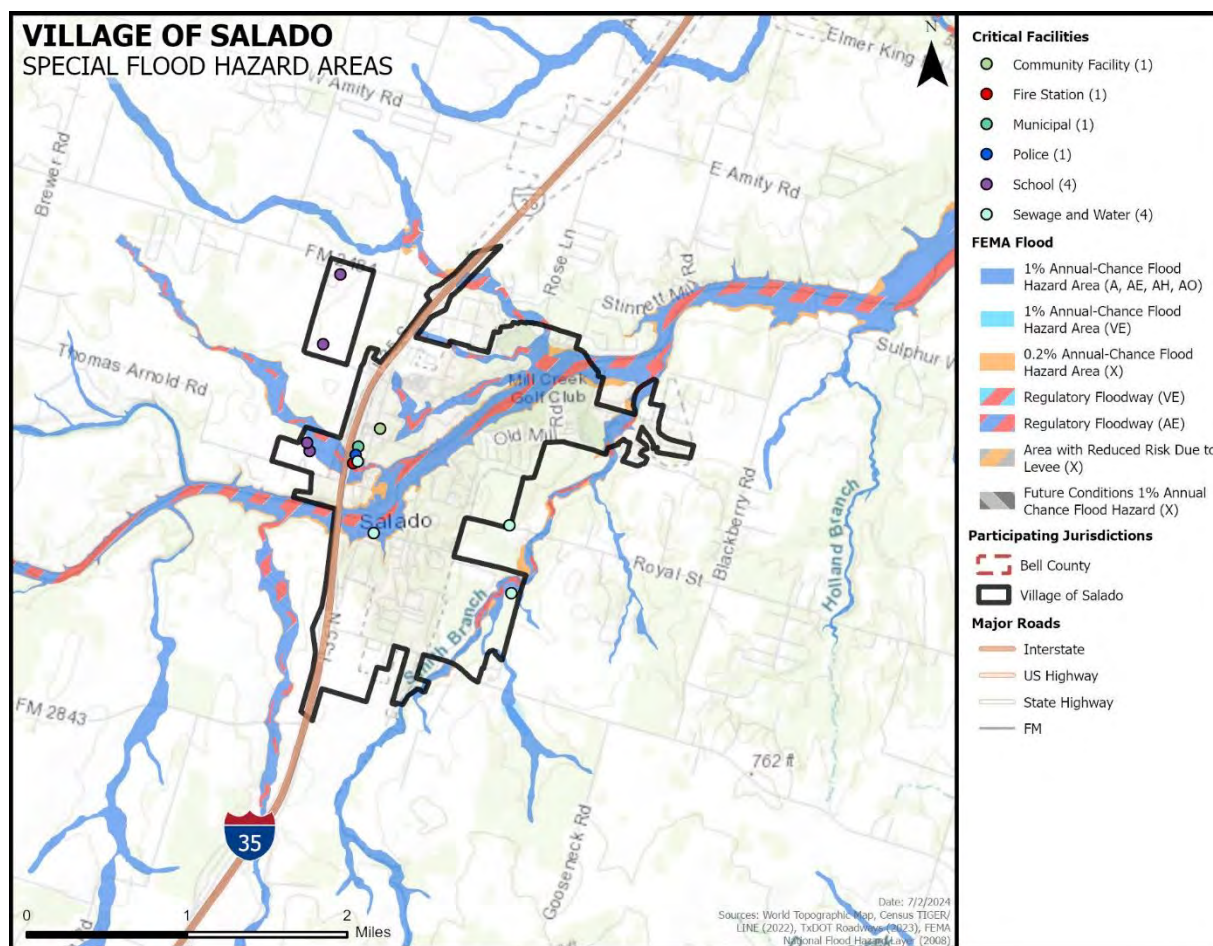 VILLAGE OF SALADO
SPECIAL FLOOD HAZARD AREAS
N
Elmer King
W Amity Rd
E Amity Rd
Brewer Rd
35
FM 2484
Rose Ln
Stinnett Mill Rd
Sulphur W
Thomas Arnold Rd
Mill Creek
Golf Club
Old Mill Rd
Salado
Royal St
Blackberry Rd
Holland Branch
Smith Branch
I-35 N
FM 2843
762 ft
Gooseneck Rd
35
0 1 2
Miles
Date: 7/2/2024
Sources: World Topographic Map, Census TIGER/
LINE (2022), TxDOT Roadways (2023), FEMA
National Flood Hazard Layer (2008)
Critical Facilities
Community Facility (1)
Fire Station (1)
Municipal (1)
Police (1)
School (4)
Sewage and Water (4)
FEMA Flood
1% Annual-Chance Flood
Hazard Area (A, AE, AH, AO)
1% Annual-Chance Flood
Hazard Area (VE)
0.2% Annual-Chance Flood
Hazard Area (X)
Regulatory Floodway (VE)
Regulatory Floodway (AE)
Area with Reduced Risk Due to
Levee (X)
Future Conditions 1% Annual
Chance Flood Hazard (X)
Participating Jurisdictions
Bell County
Village of Salado
Major Roads
Interstate
US Highway
State Highway
FM